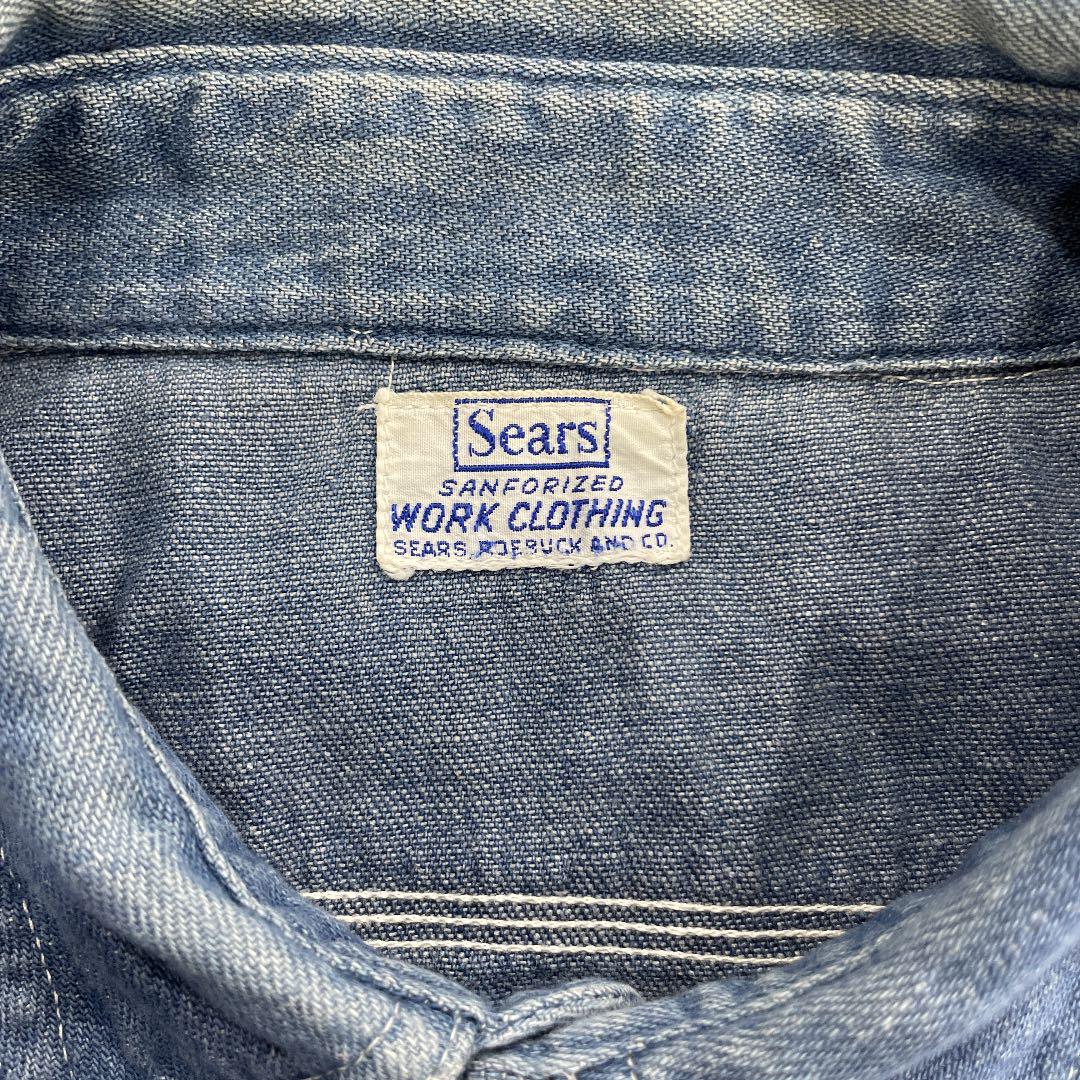 Sears
SANFORIZED
WORK CLOTHING
SEARS, ROEBUCK AND CO.